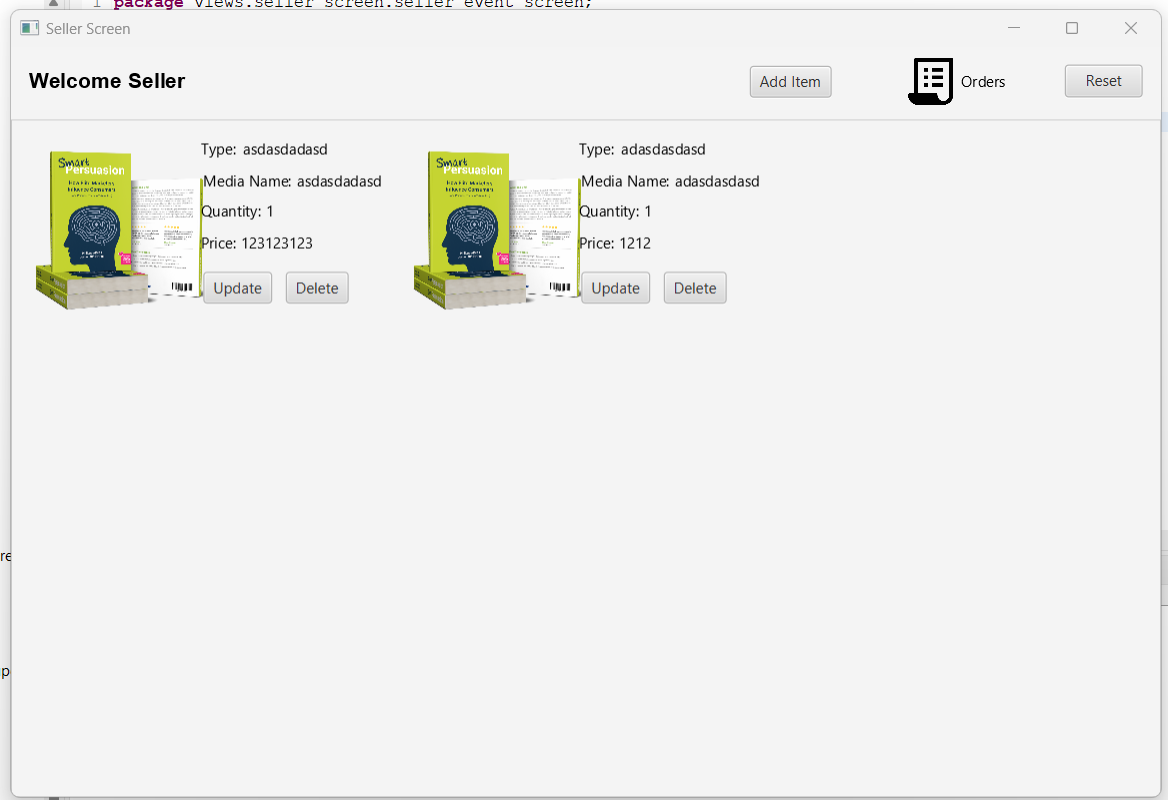 1 package views.seller_screen.seller_event_screen;
Seller Screen
Welcome Seller
Add Item
Orders
Reset
Smart
Persuasion
Type: asdasdadasd
Media Name: asdasdadasd
Quantity: 1
Price: 123123123
Update Delete
Smart
Persuasion
Type: adasdasdasd
Media Name: adasdasdasd
Quantity: 1
Price: 1212
Update Delete
re